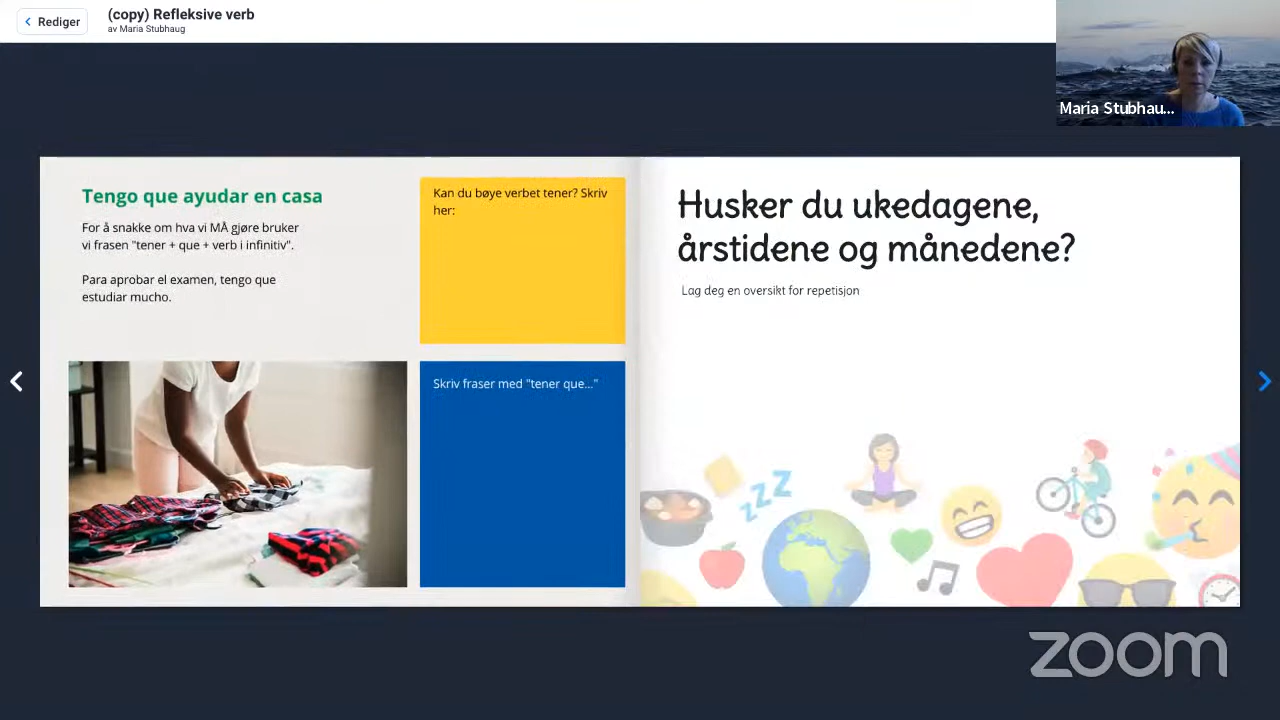 Rediger
(copy) Refleksive verb
av Maria Stubhaug
Maria Stubhau...
Tengo que ayudar en casa
For å snakke om hva vi MÅ gjøre bruker
vi frasen "tener + que + verb i infinitiv".
Para aprobar el examen, tengo que
estudiar mucho.
Kan du bøye verbet tener? Skriv
her:
Skriv fraser med "tener que..."
Husker du ukedagene,
årstidene og månedene?
Lag deg en oversikt for repetisjon
zoom